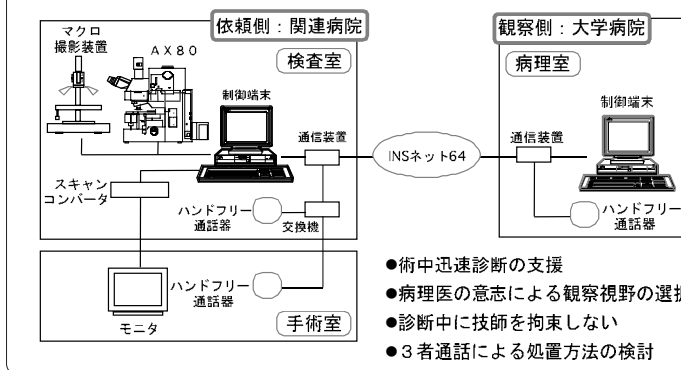 依頼側：関連病院
観察側：大学病院
マクロ
撮影装置
ＡＸ８０
検査室
病理室
制御端末
制御端末
通信装置
INSネット64
通信装置
スキャン
コンバータ
ハンドフリー
通話器
交換機
ハンドフリー
通話器
ハンドフリー
通話器
モニタ
手術室
●術中迅速診断の支援
●病理医の意志による観察視野の選択
●診断中に技師を拘束しない
●３者通話による処置方法の検討